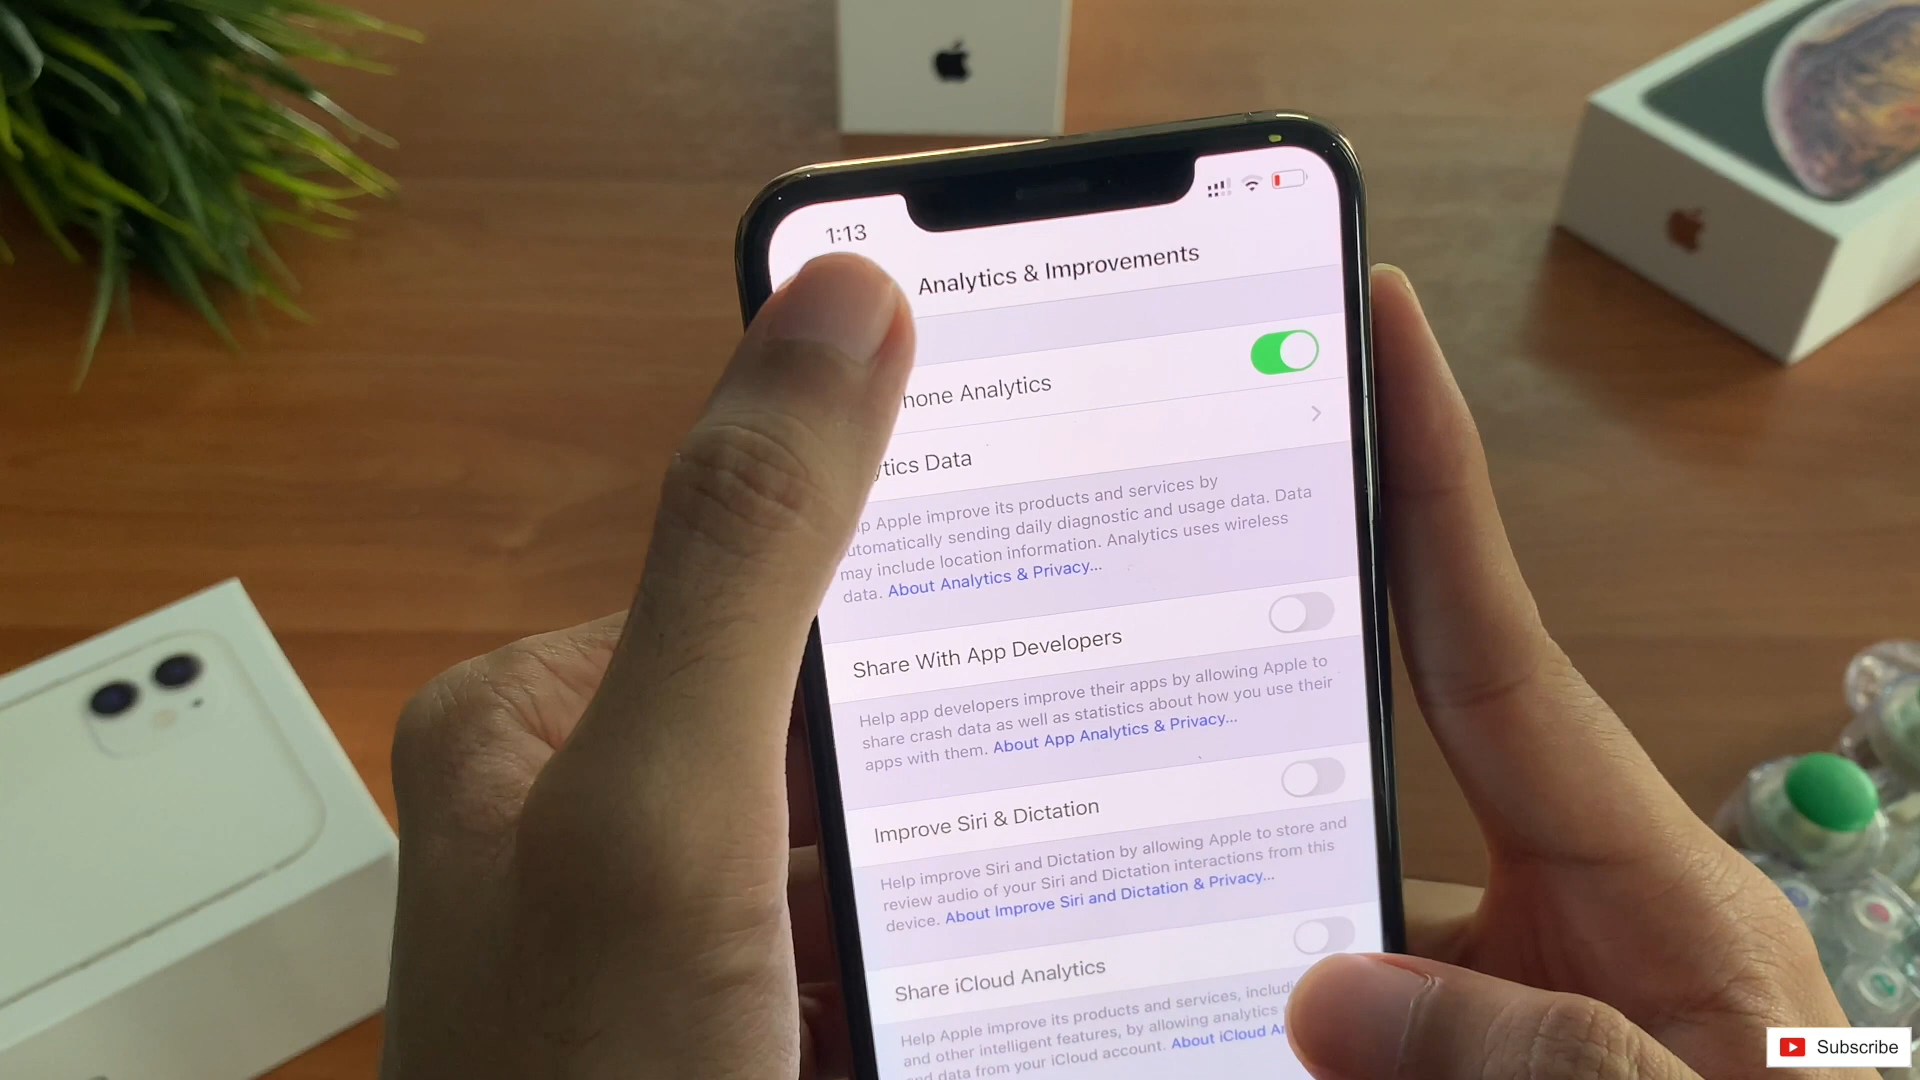 1:13
Analytics & Improvements
hone Analytics
ytics Data
lp Apple improve its products and services by
utomatically sending daily diagnostic and usage data. Data
may include location information. Analytics uses wireless
data. About Analytics & Privacy...
Share With App Developers
Help app developers improve their apps by allowing Apple to
share crash data as well as statistics about how you use their
apps with them. About App Analytics & Privacy...
Improve Siri & Dictation
Help improve Siri and Dictation by allowing Apple to store and
review audio of your Siri and Dictation interactions from this
device. About Improve Siri and Dictation & Privacy...
Share iCloud Analytics
Help Apple improve its products and services, includi
and other intelligent features, by allowing analytics
and data from your iCloud account. About iCloud An
Subscribe